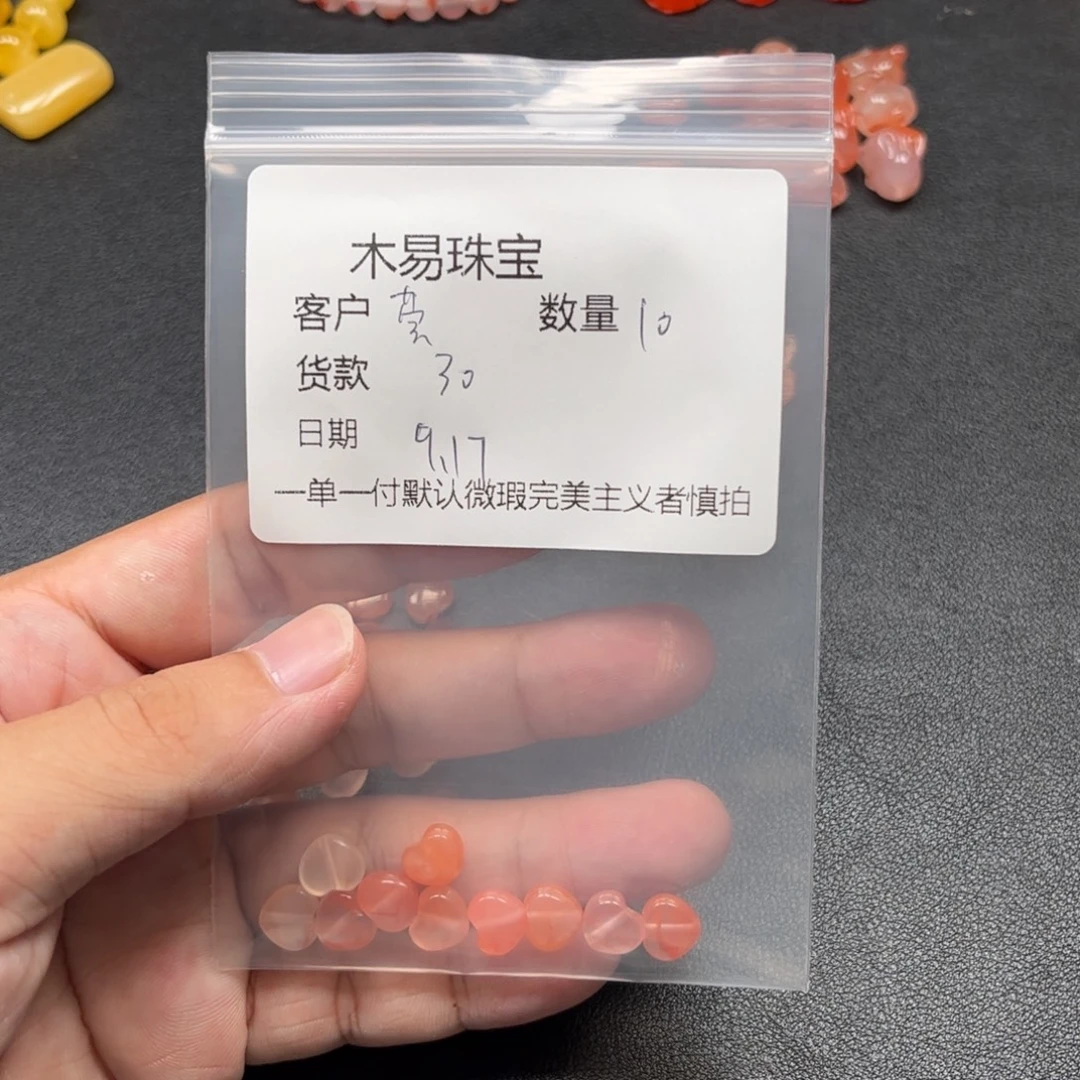 木易珠宝
客户 数量 10
货款 30
日期 9.17
一单一付默认微瑕完美主义者慎拍